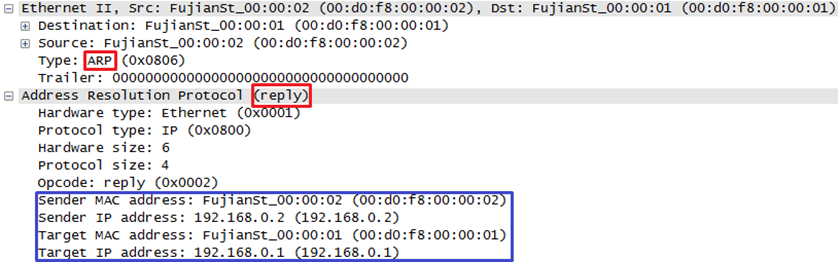 Ethernet II, Src: FujianSt_00:00:02 (00:d0:f8:00:00:02), Dst: FujianSt_00:00:01 (00:d0:f8:00:00:01)
Destination: FujianSt_00:00:01 (00:d0:f8:00:00:01)
Source: FujianSt_00:00:02 (00:d0:f8:00:00:02)
Type: ARP (0x0806)
Trailer: 000000000000000000000000000000000000
Address Resolution Protocol (reply)
Hardware type: Ethernet (0x0001)
Protocol type: IP (0x0800)
Hardware size: 6
Protocol size: 4
Opcode: reply (0x0002)
Sender MAC address: FujianSt_00:00:02 (00:d0:f8:00:00:02)
Sender IP address: 192.168.0.2 (192.168.0.2)
Target MAC address: FujianSt_00:00:01 (00:d0:f8:00:00:01)
Target IP address: 192.168.0.1 (192.168.0.1)